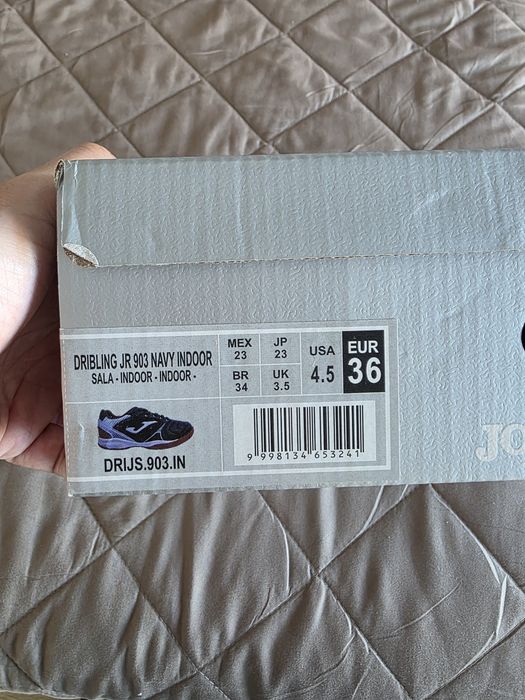 DRIBLING JR 903 NAVY INDOOR
SALA - INDOOR - INDOOR -
DRIJS.903.IN
MEX
23
JP
23
BR
34
UK
3.5
USA
4.5
EUR
36
9 998134 653241
JO